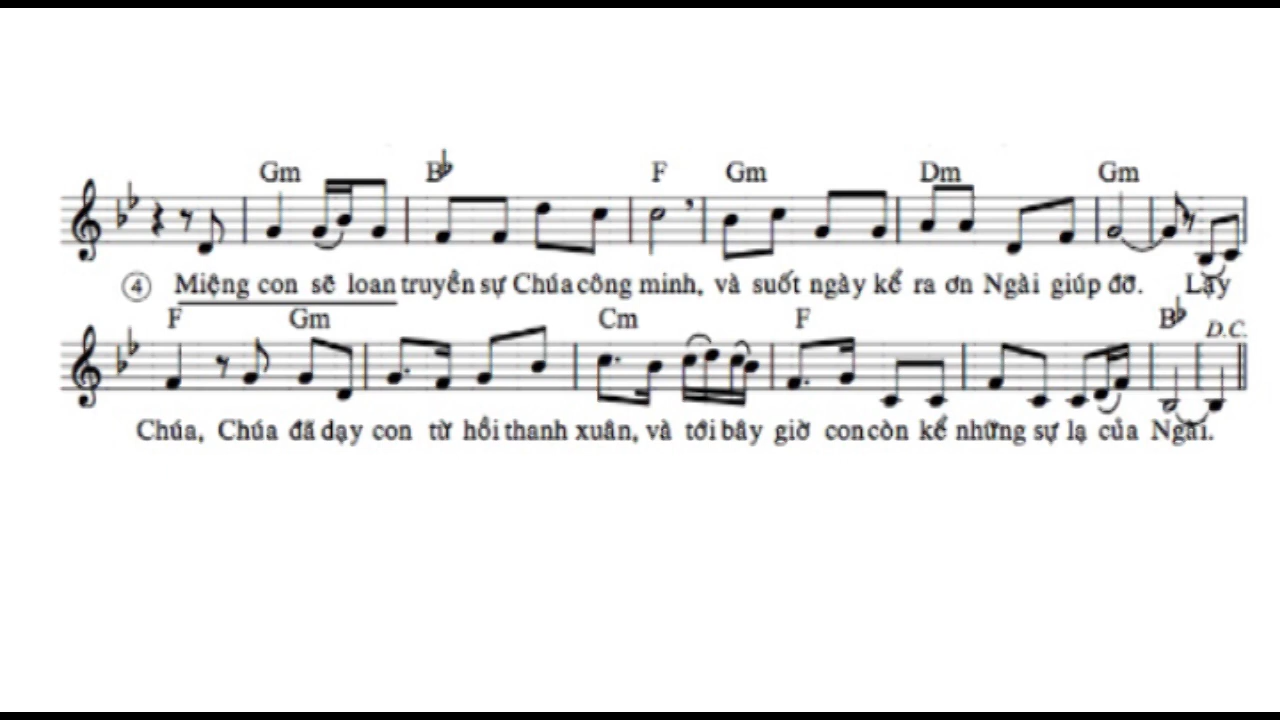 Gm B♭ F Gm Dm Gm
④ Miệng con sẽ loan truyền sự Chúa công minh, và suốt ngày kể ra ơn Ngài giúp đỡ. Lạy
F Gm Cm F B♭ D.C.
Chúa, Chúa đã dạy con từ hồi thanh xuân, và tới bây giờ con còn kể những sự lạ của Ngài.